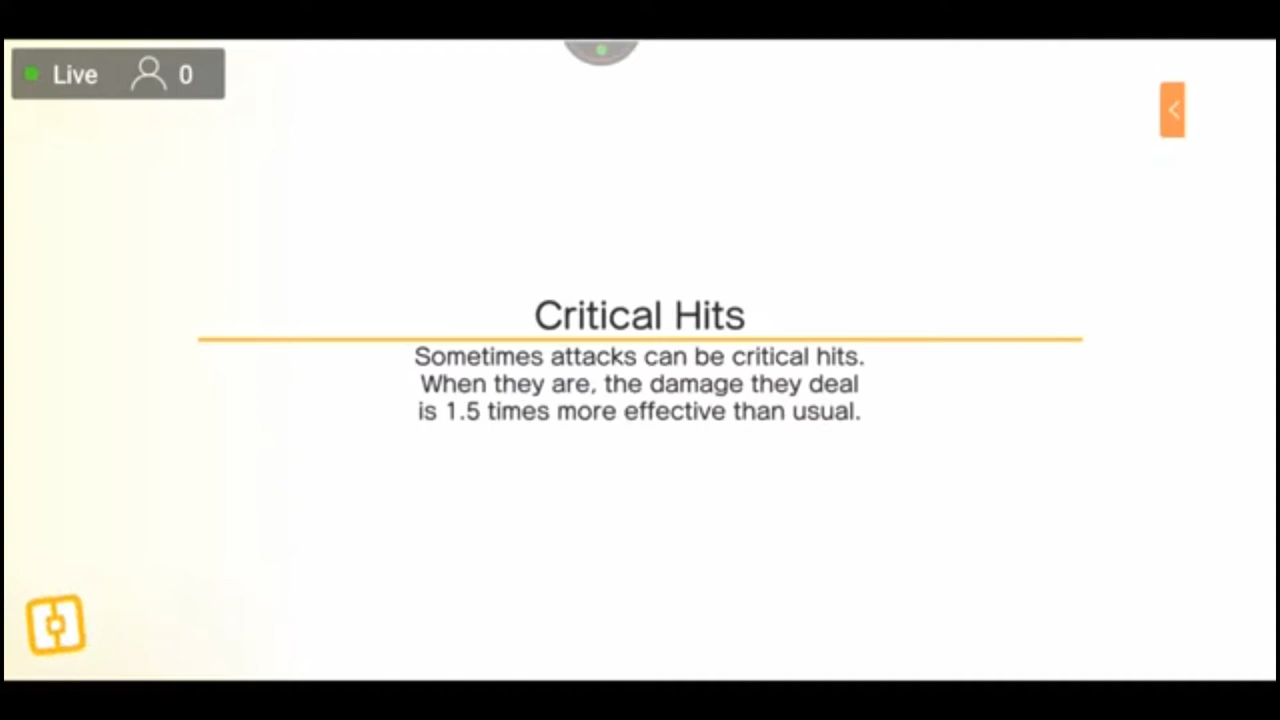 Live 0
Critical Hits
Sometimes attacks can be critical hits.
When they are, the damage they deal
is 1.5 times more effective than usual.